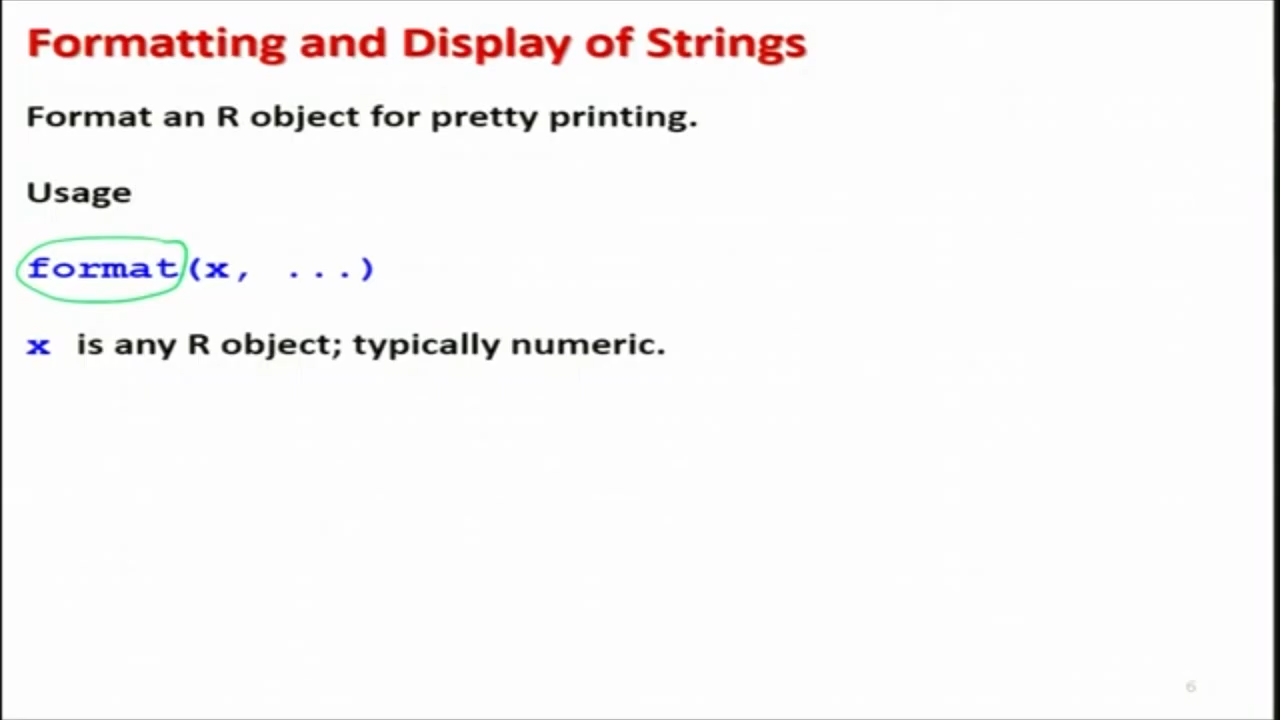 Formatting and Display of Strings
Format an R object for pretty printing.
Usage
format(x, ...)
x is any R object; typically numeric.
6